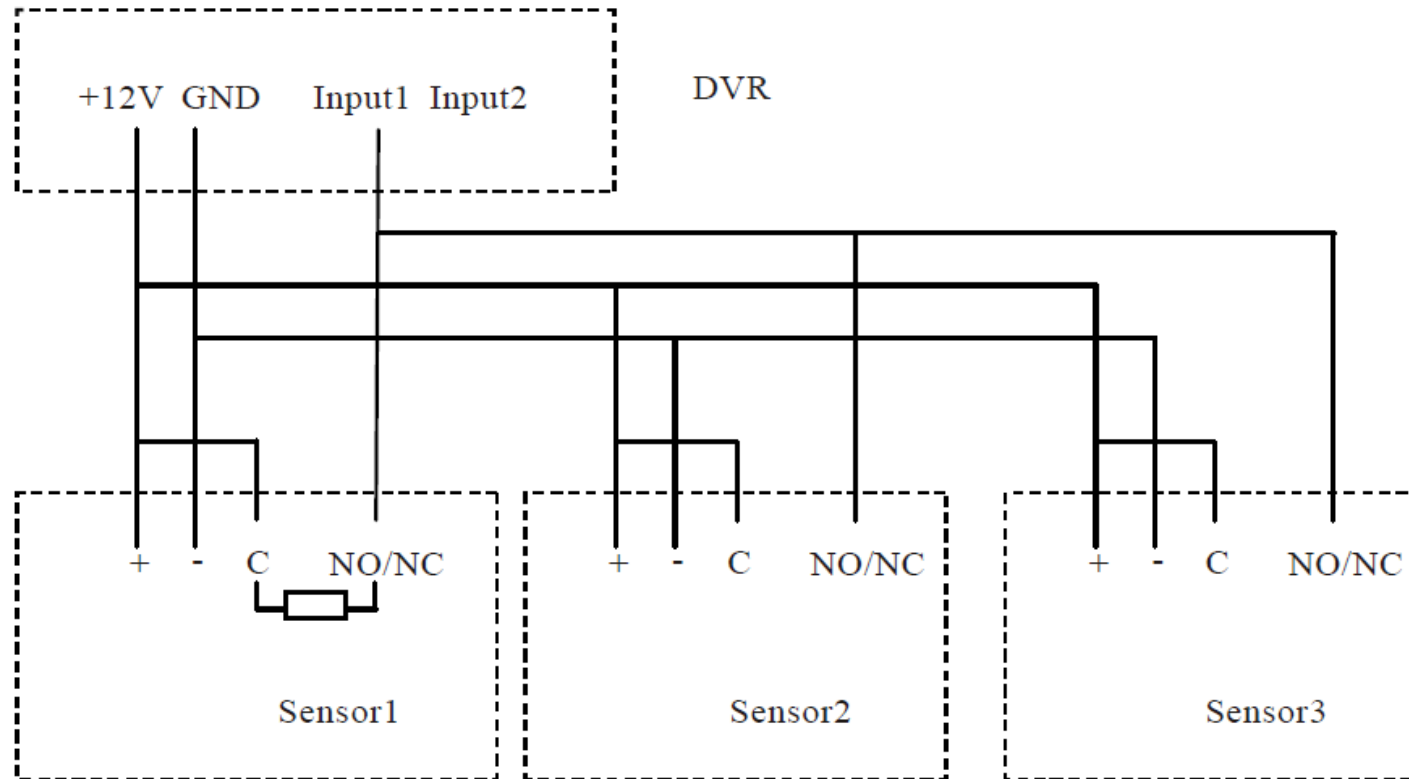 +12V GND Input1 Input2
DVR
+ - C NO/NC
+ - C NO/NC
+ - C NO/NC
Sensor1
Sensor2
Sensor3